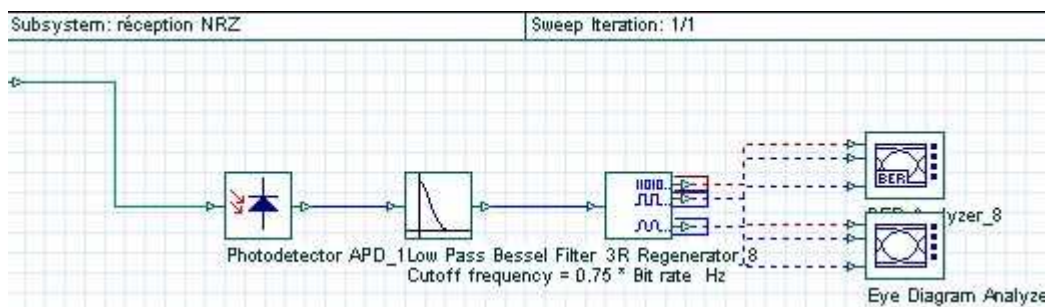 Subsystem: réception NRZ
Sweep Iteration: 1/1
11010..
BER
Photodetector APD_1
Low Pass Bessel Filter
3R Regenerator_8
Cutoff frequency = 0.75 * Bit rate Hz
yzer_8
Eye Diagram Analyze